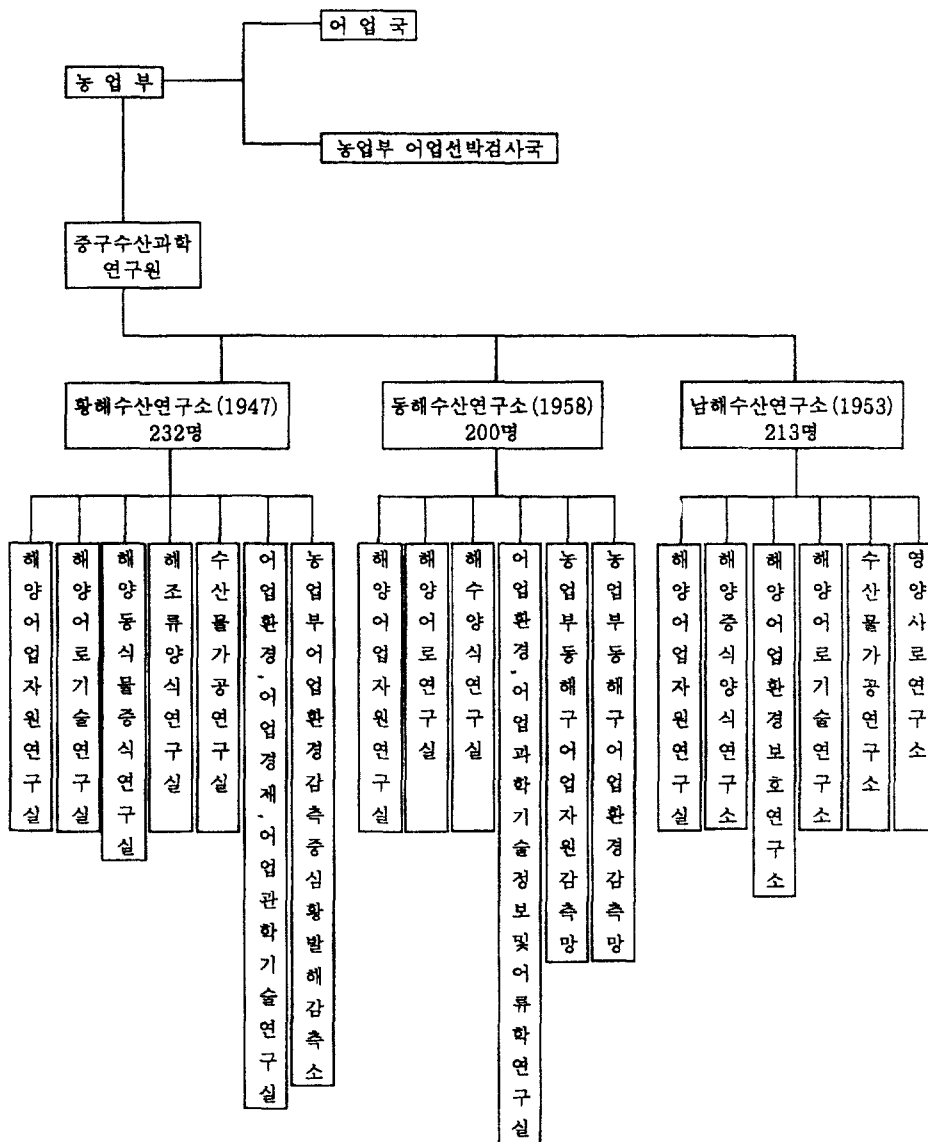 어업국
농업부
농업부 어업선박검사국
중구수산과학
연구원
황해수산연구소(1947)
232명
동해수산연구소(1958)
200명
남해수산연구소(1953)
213명
해양어업자원연구실
해양어로기술연구실
해양동식물증식연구실
해조류양식연구실
수산물가공연구실
어업환경,어업경제,어업관학기술연구실
농업부어업환경감측중심황발해감측소
해양어업자원연구실
해양어로연구실
해수양식연구실
어업환경,어업과학기술정보및어류학연구실
농업부동해구어업자원감측망
농업부동해구어업환경감측망
해양어업자원연구실
해양증식양식연구소
해양어업환경보호연구소
해양어로기술연구소
수산물가공연구소
영양사로연구소